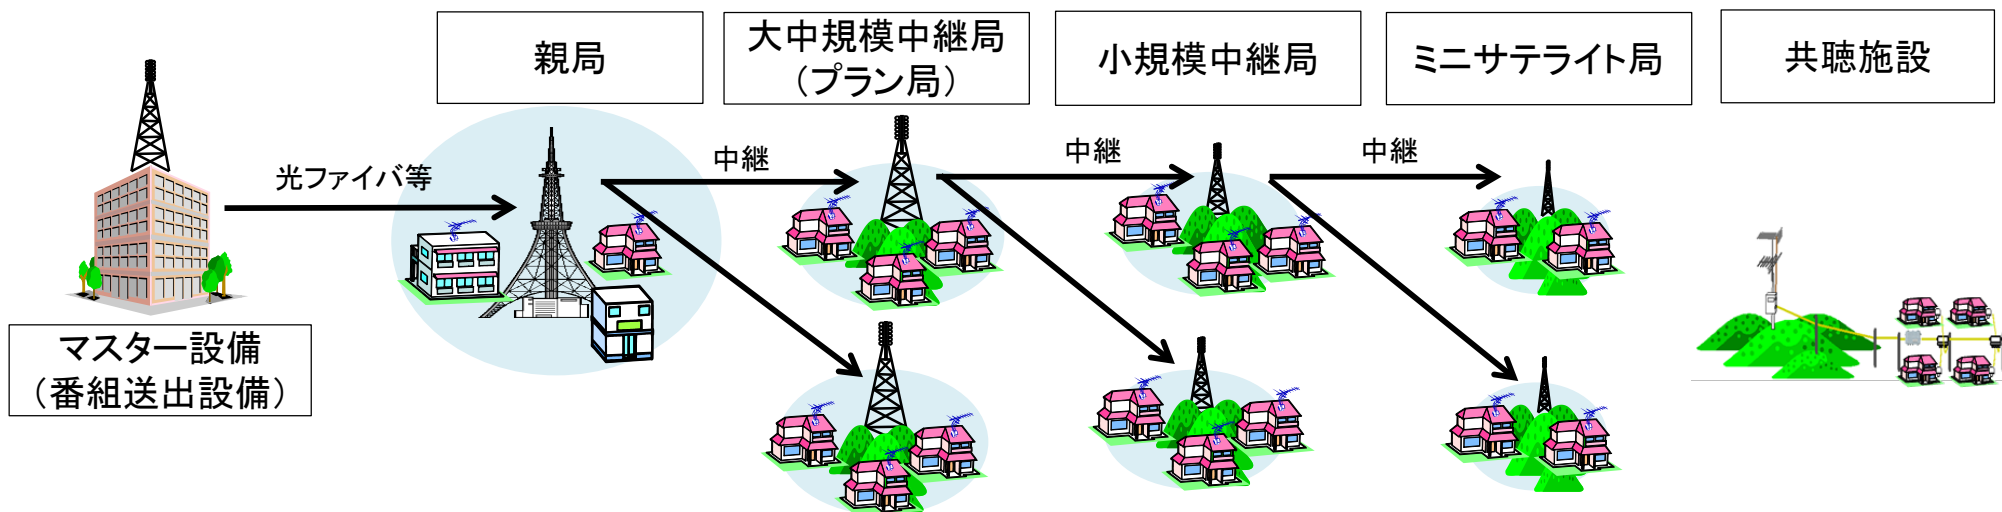 親局
大中規模中継局
（プラン局）
小規模中継局
ミニサテライト局
共聴施設
光ファイバ等
中継
中継
中継
マスター設備
（番組送出設備）